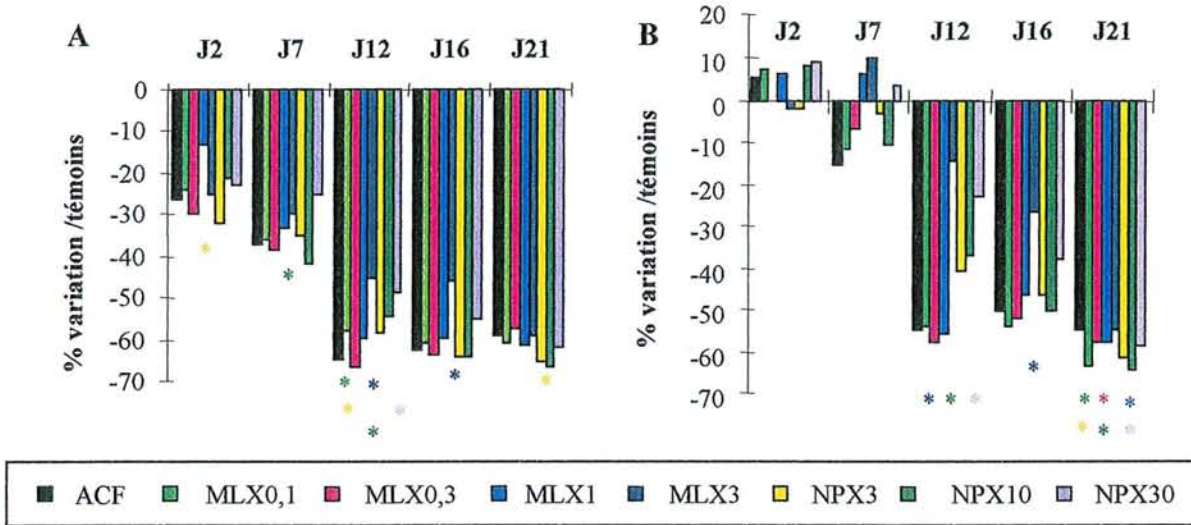 A
J2 J7 J12 J16 J21
0
-10
-20
-30
-40
-50
-60
-70
% variation /témoins
* * * * * * * * * *
B
J2 J7 J12 J16 J21
20
10
0
-10
-20
-30
-40
-50
-60
-70
% variation /témoins
* * * * * * *
* * *
ACF MLX0,1 MLX0,3 MLX1 MLX3 NPX3 NPX10 NPX30